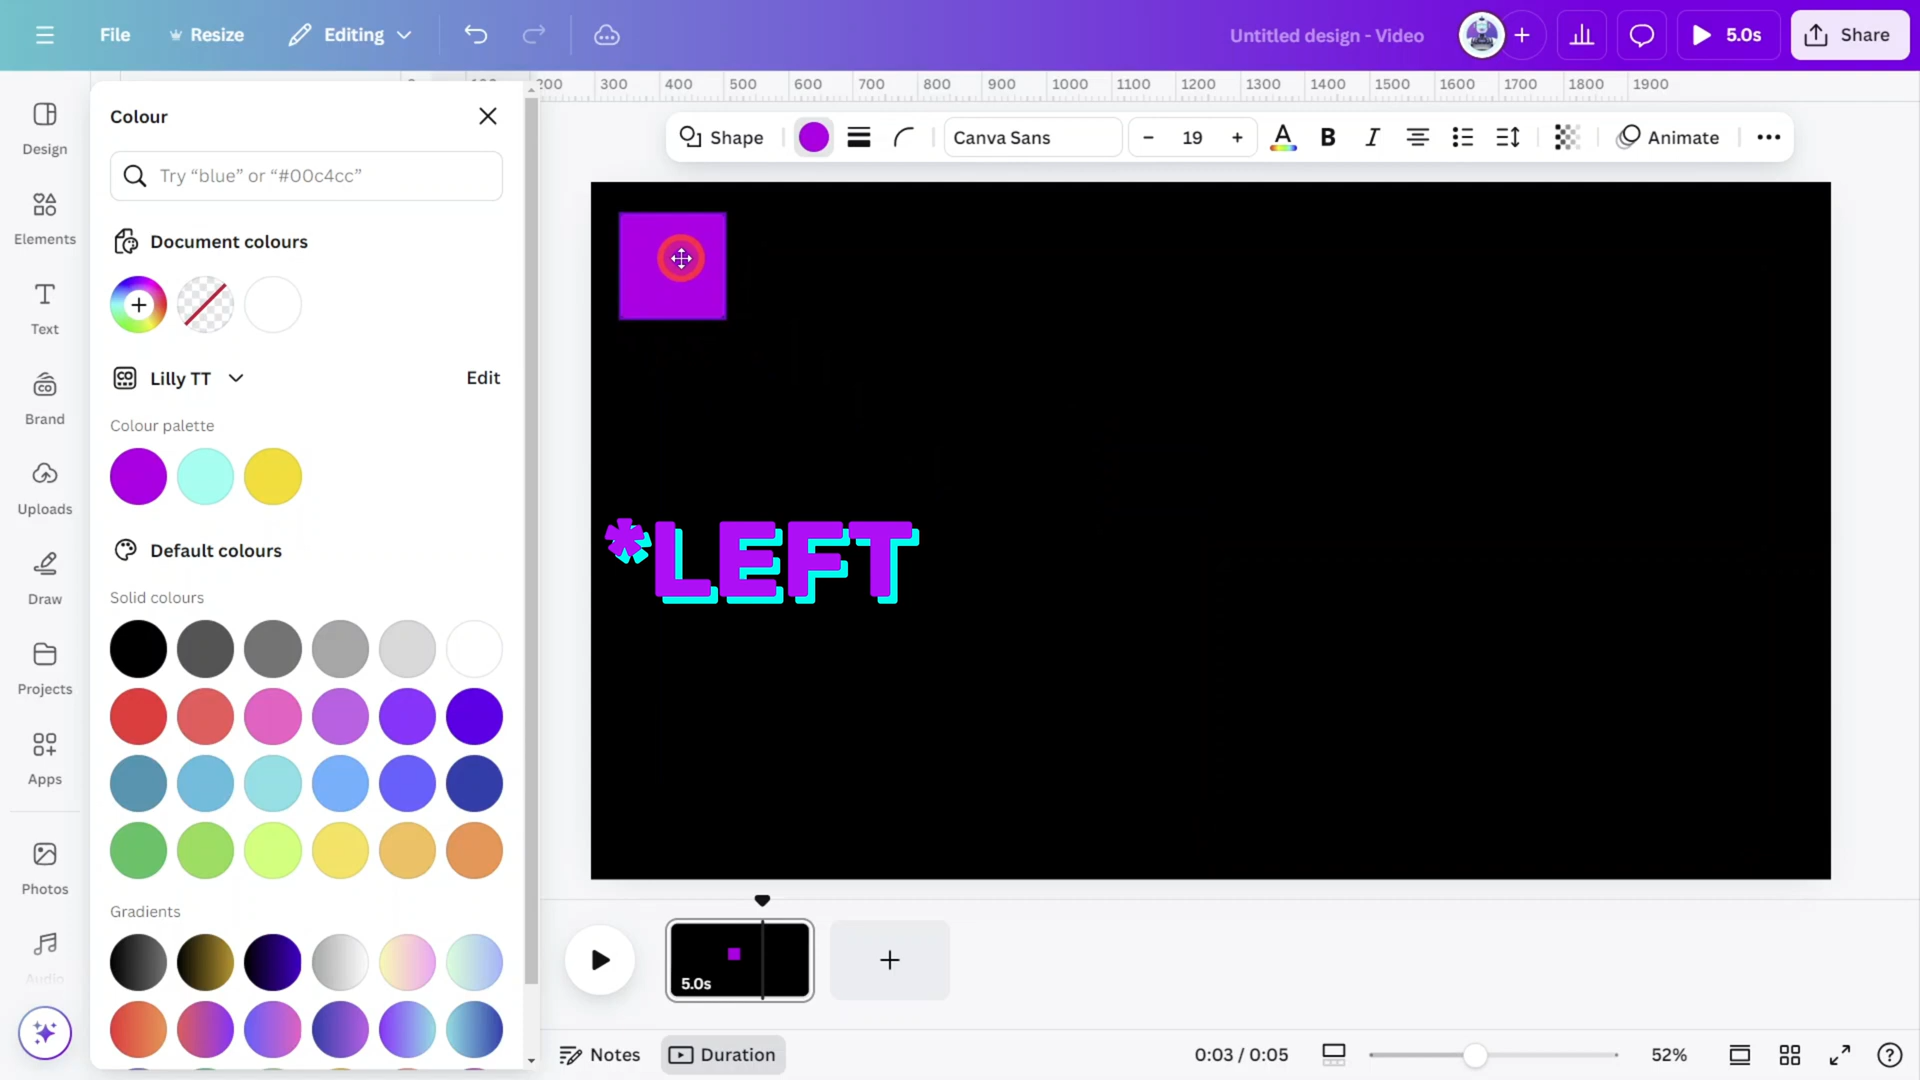 File
Resize
Editing
Untitled design - Video
5.0s
Share
200 300 400 500 600 700 800 900 1000 1100 1200 1300 1400 1500 1600 1700 1800 1900
Design
Elements
Text
Brand
Uploads
Draw
Projects
Apps
Photos
Audio
Colour
Try “blue” or “#00c4cc”
Document colours
Lilly TT
Edit
Colour palette
Default colours
Solid colours
Gradients
Shape
Canva Sans
– 19 +
A
B
I
Animate
*LEFT
5.0s
Notes
Duration
0:03 / 0:05
52%